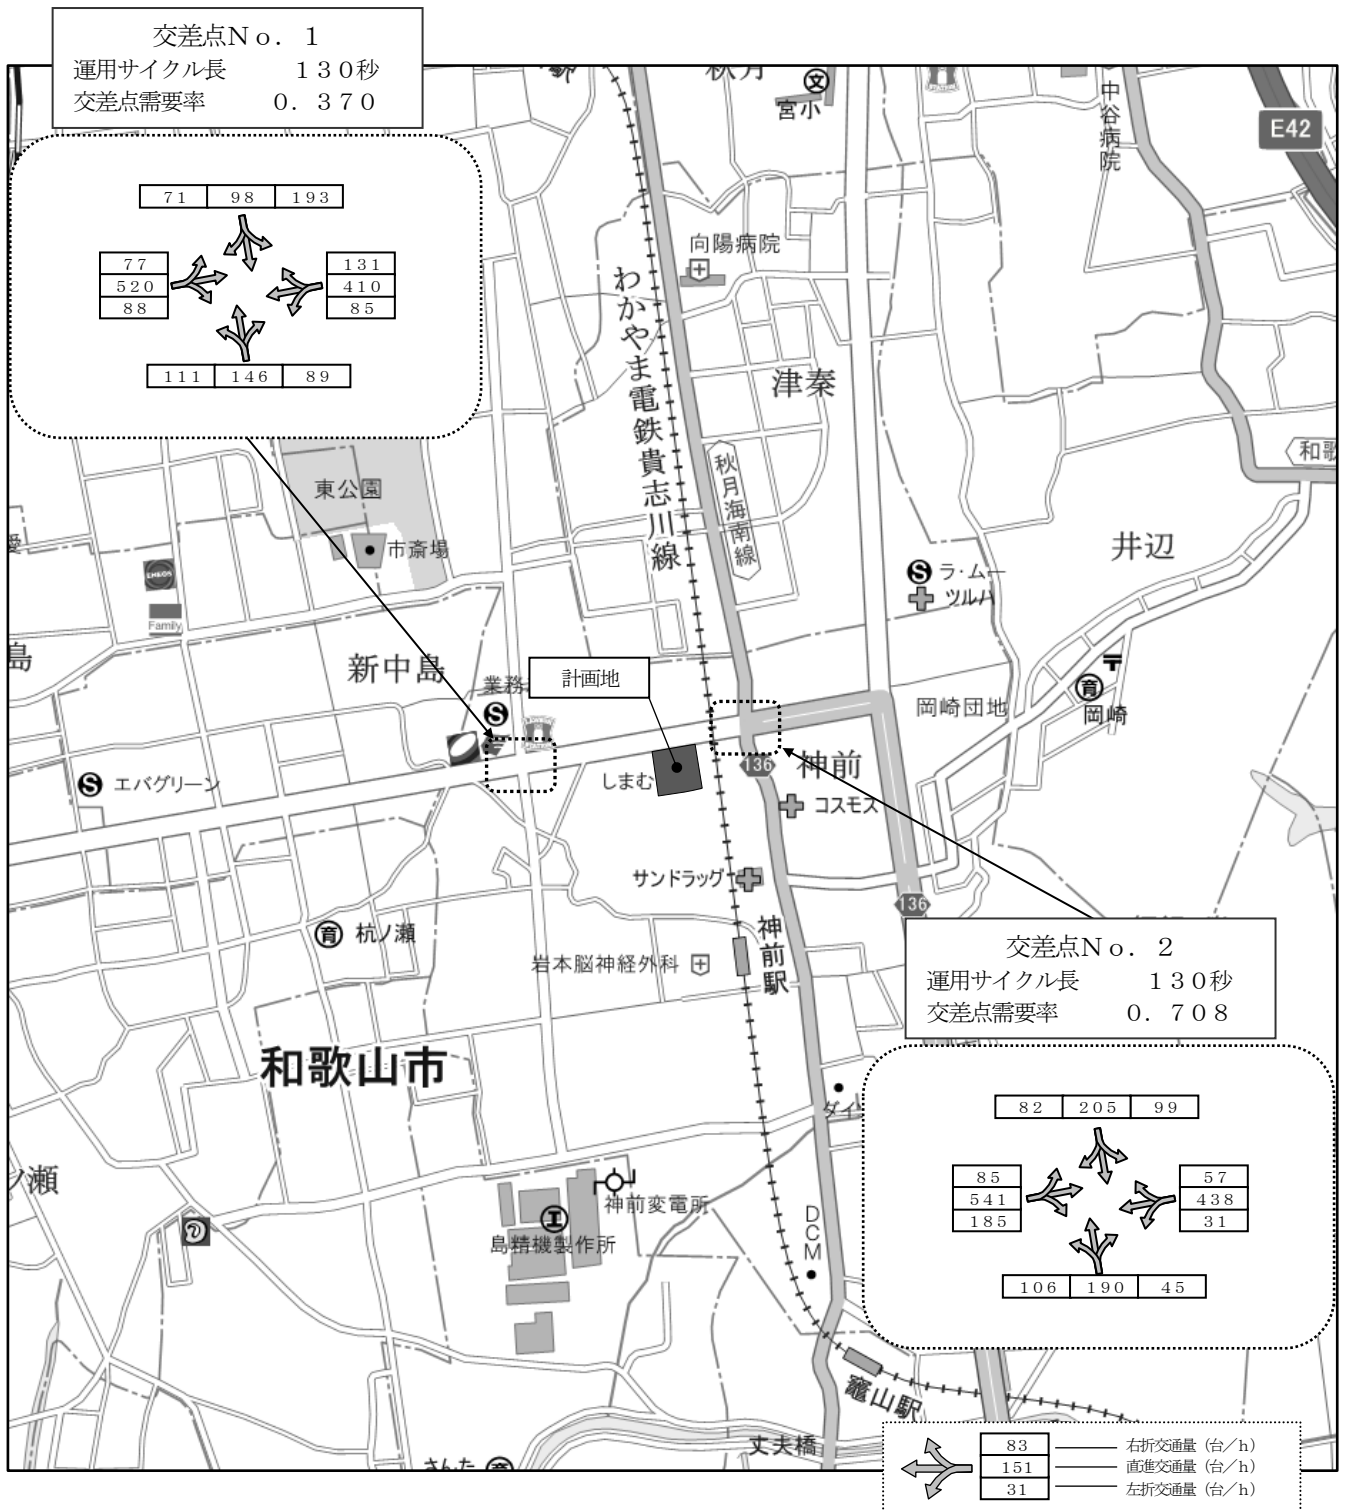 交差点Ｎｏ．１
運用サイクル長 １３０秒
交差点需要率 ０．３７０
71 98 193
77
520
88
131
410
85
111 146 89
秋月
宮小
中谷病院
E42
向陽病院
わかやま電鉄貴志川線
津秦
秋月海南線
和歌
東公園
市斎場
井辺
ラ・ムー
ツルハ
ENEOS
Family
島
新中島
業務
計画地
岡崎団地
岡崎
エバグリーン
しまむ
136
神前
コスモス
サンドラッグ
136
杭ノ瀬
岩本脳神経外科
神前駅
交差点Ｎｏ．２
運用サイクル長 １３０秒
交差点需要率 ０．７０８
和歌山市
ダイ
82 205 99
85
541
185
57
438
31
106 190 45
ノ瀬
神前変電所
島精機製作所
DCM
竈山駅
丈夫橋
さんた
83 右折交通量（台／ｈ）
151 直進交通量（台／ｈ）
31 左折交通量（台／ｈ）